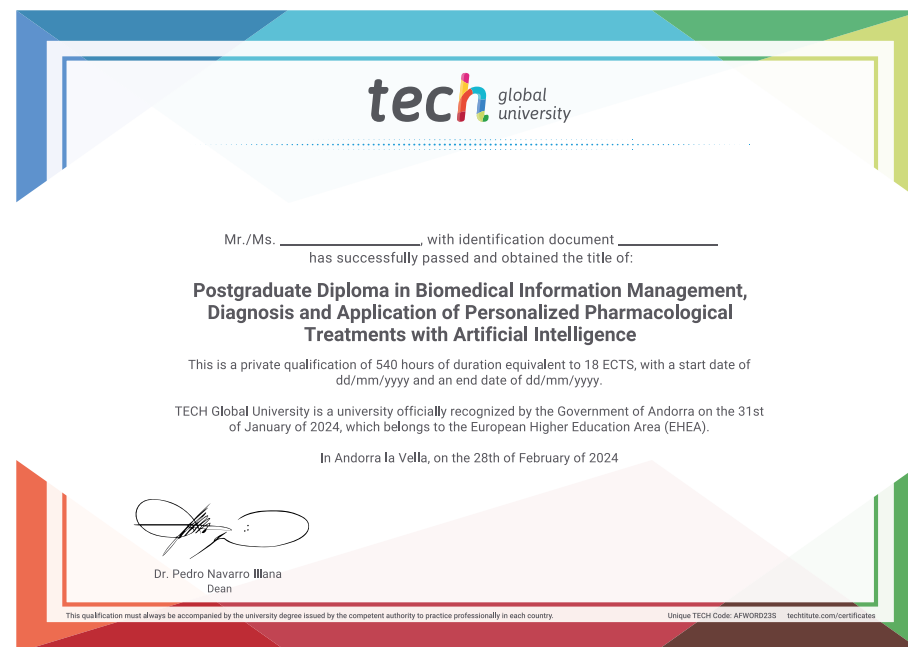 tech global university
Mr./Ms. ____________, with identification document ____________
has successfully passed and obtained the title of:
Postgraduate Diploma in Biomedical Information Management,
Diagnosis and Application of Personalized Pharmacological
Treatments with Artificial Intelligence
This is a private qualification of 540 hours of duration equivalent to 18 ECTS, with a start date of
dd/mm/yyyy and an end date of dd/mm/yyyy.
TECH Global University is a university officially recognized by the Government of Andorra on the 31st
of January of 2024, which belongs to the European Higher Education Area (EHEA).
In Andorra la Vella, on the 28th of February of 2024
Dr. Pedro Navarro Illana
Dean
This qualification must always be accompanied by the university degree issued by the competent authority to practice professionally in each country.
Unique TECH Code: AFWORD23S techtitute.com/certificates